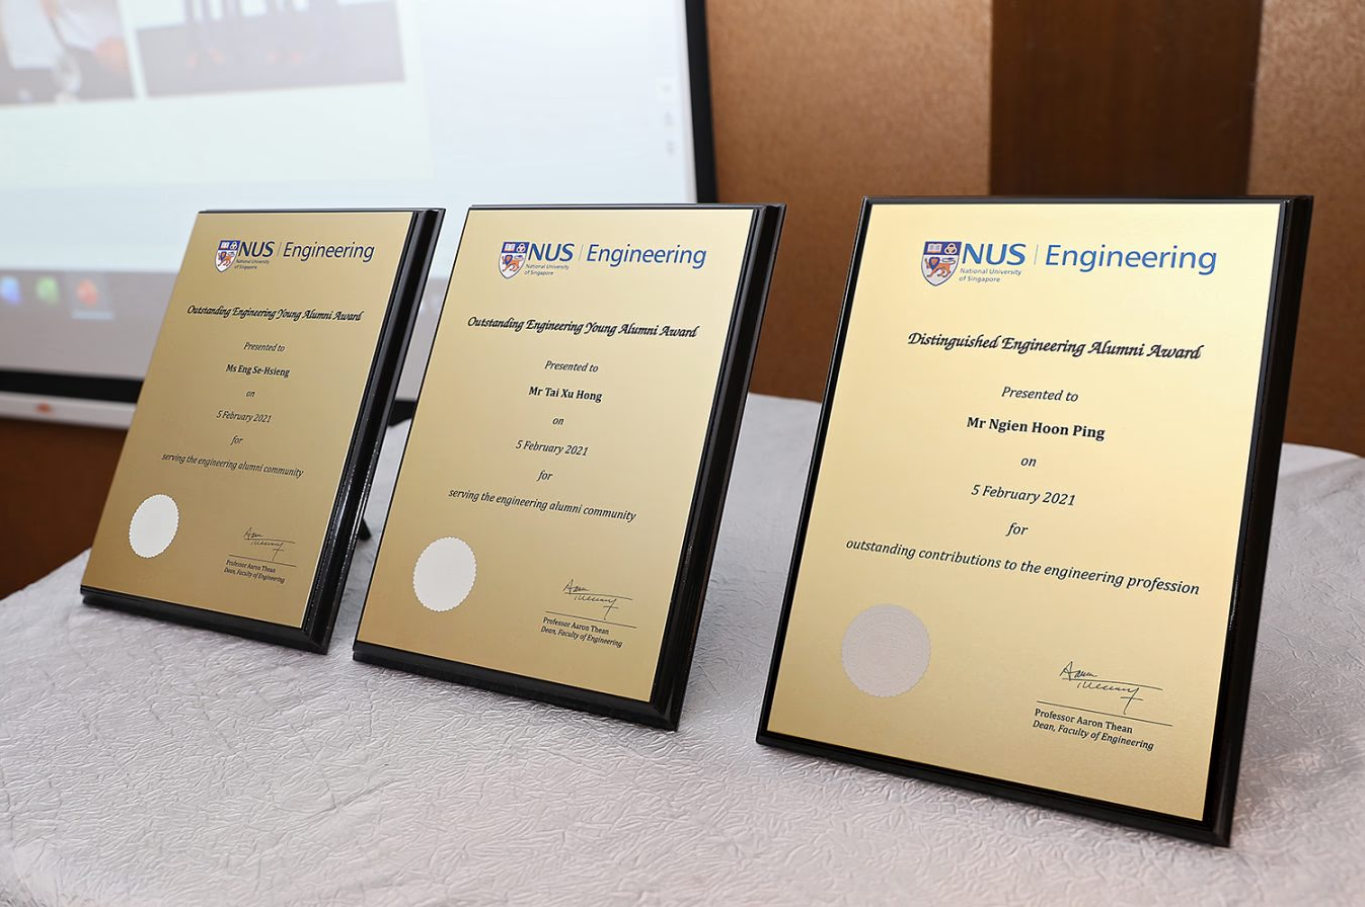 NUS | Engineering
National University
of Singapore
Outstanding Engineering Young Alumni Award
Presented to
Ms Eng Se-Hsieng
on
5 February 2021
for
serving the engineering alumni community
Professor Aaron Thean
Dean, Faculty of Engineering
NUS | Engineering
National University
of Singapore
Outstanding Engineering Young Alumni Award
Presented to
Mr Tai Xu Hong
on
5 February 2021
for
serving the engineering alumni community
Professor Aaron Thean
Dean, Faculty of Engineering
NUS | Engineering
National University
of Singapore
Distinguished Engineering Alumni Award
Presented to
Mr Ngien Hoon Ping
on
5 February 2021
for
outstanding contributions to the engineering profession
Professor Aaron Thean
Dean, Faculty of Engineering